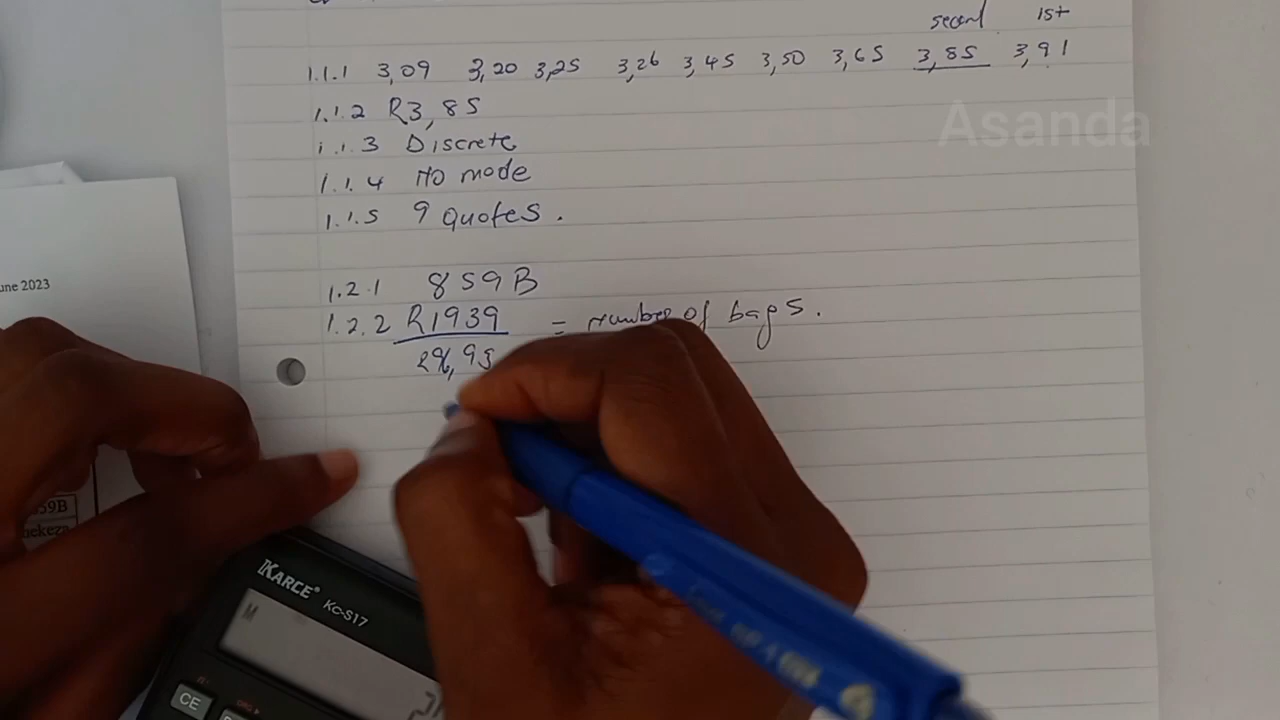 second 1st
1.1.1 3,09 3,20 3,25 3,26 3,45 3,50 3,65 3,85 3,91
Asanda
1.1.2 R3,85
1.1.3 Discrete
1.1.4 No mode
1.1.5 9 quotes.
une 2023
1.2.1 859B
1.2.2 R1939 = number of bags.
59B
KARCE®
KC-S17
M
CE